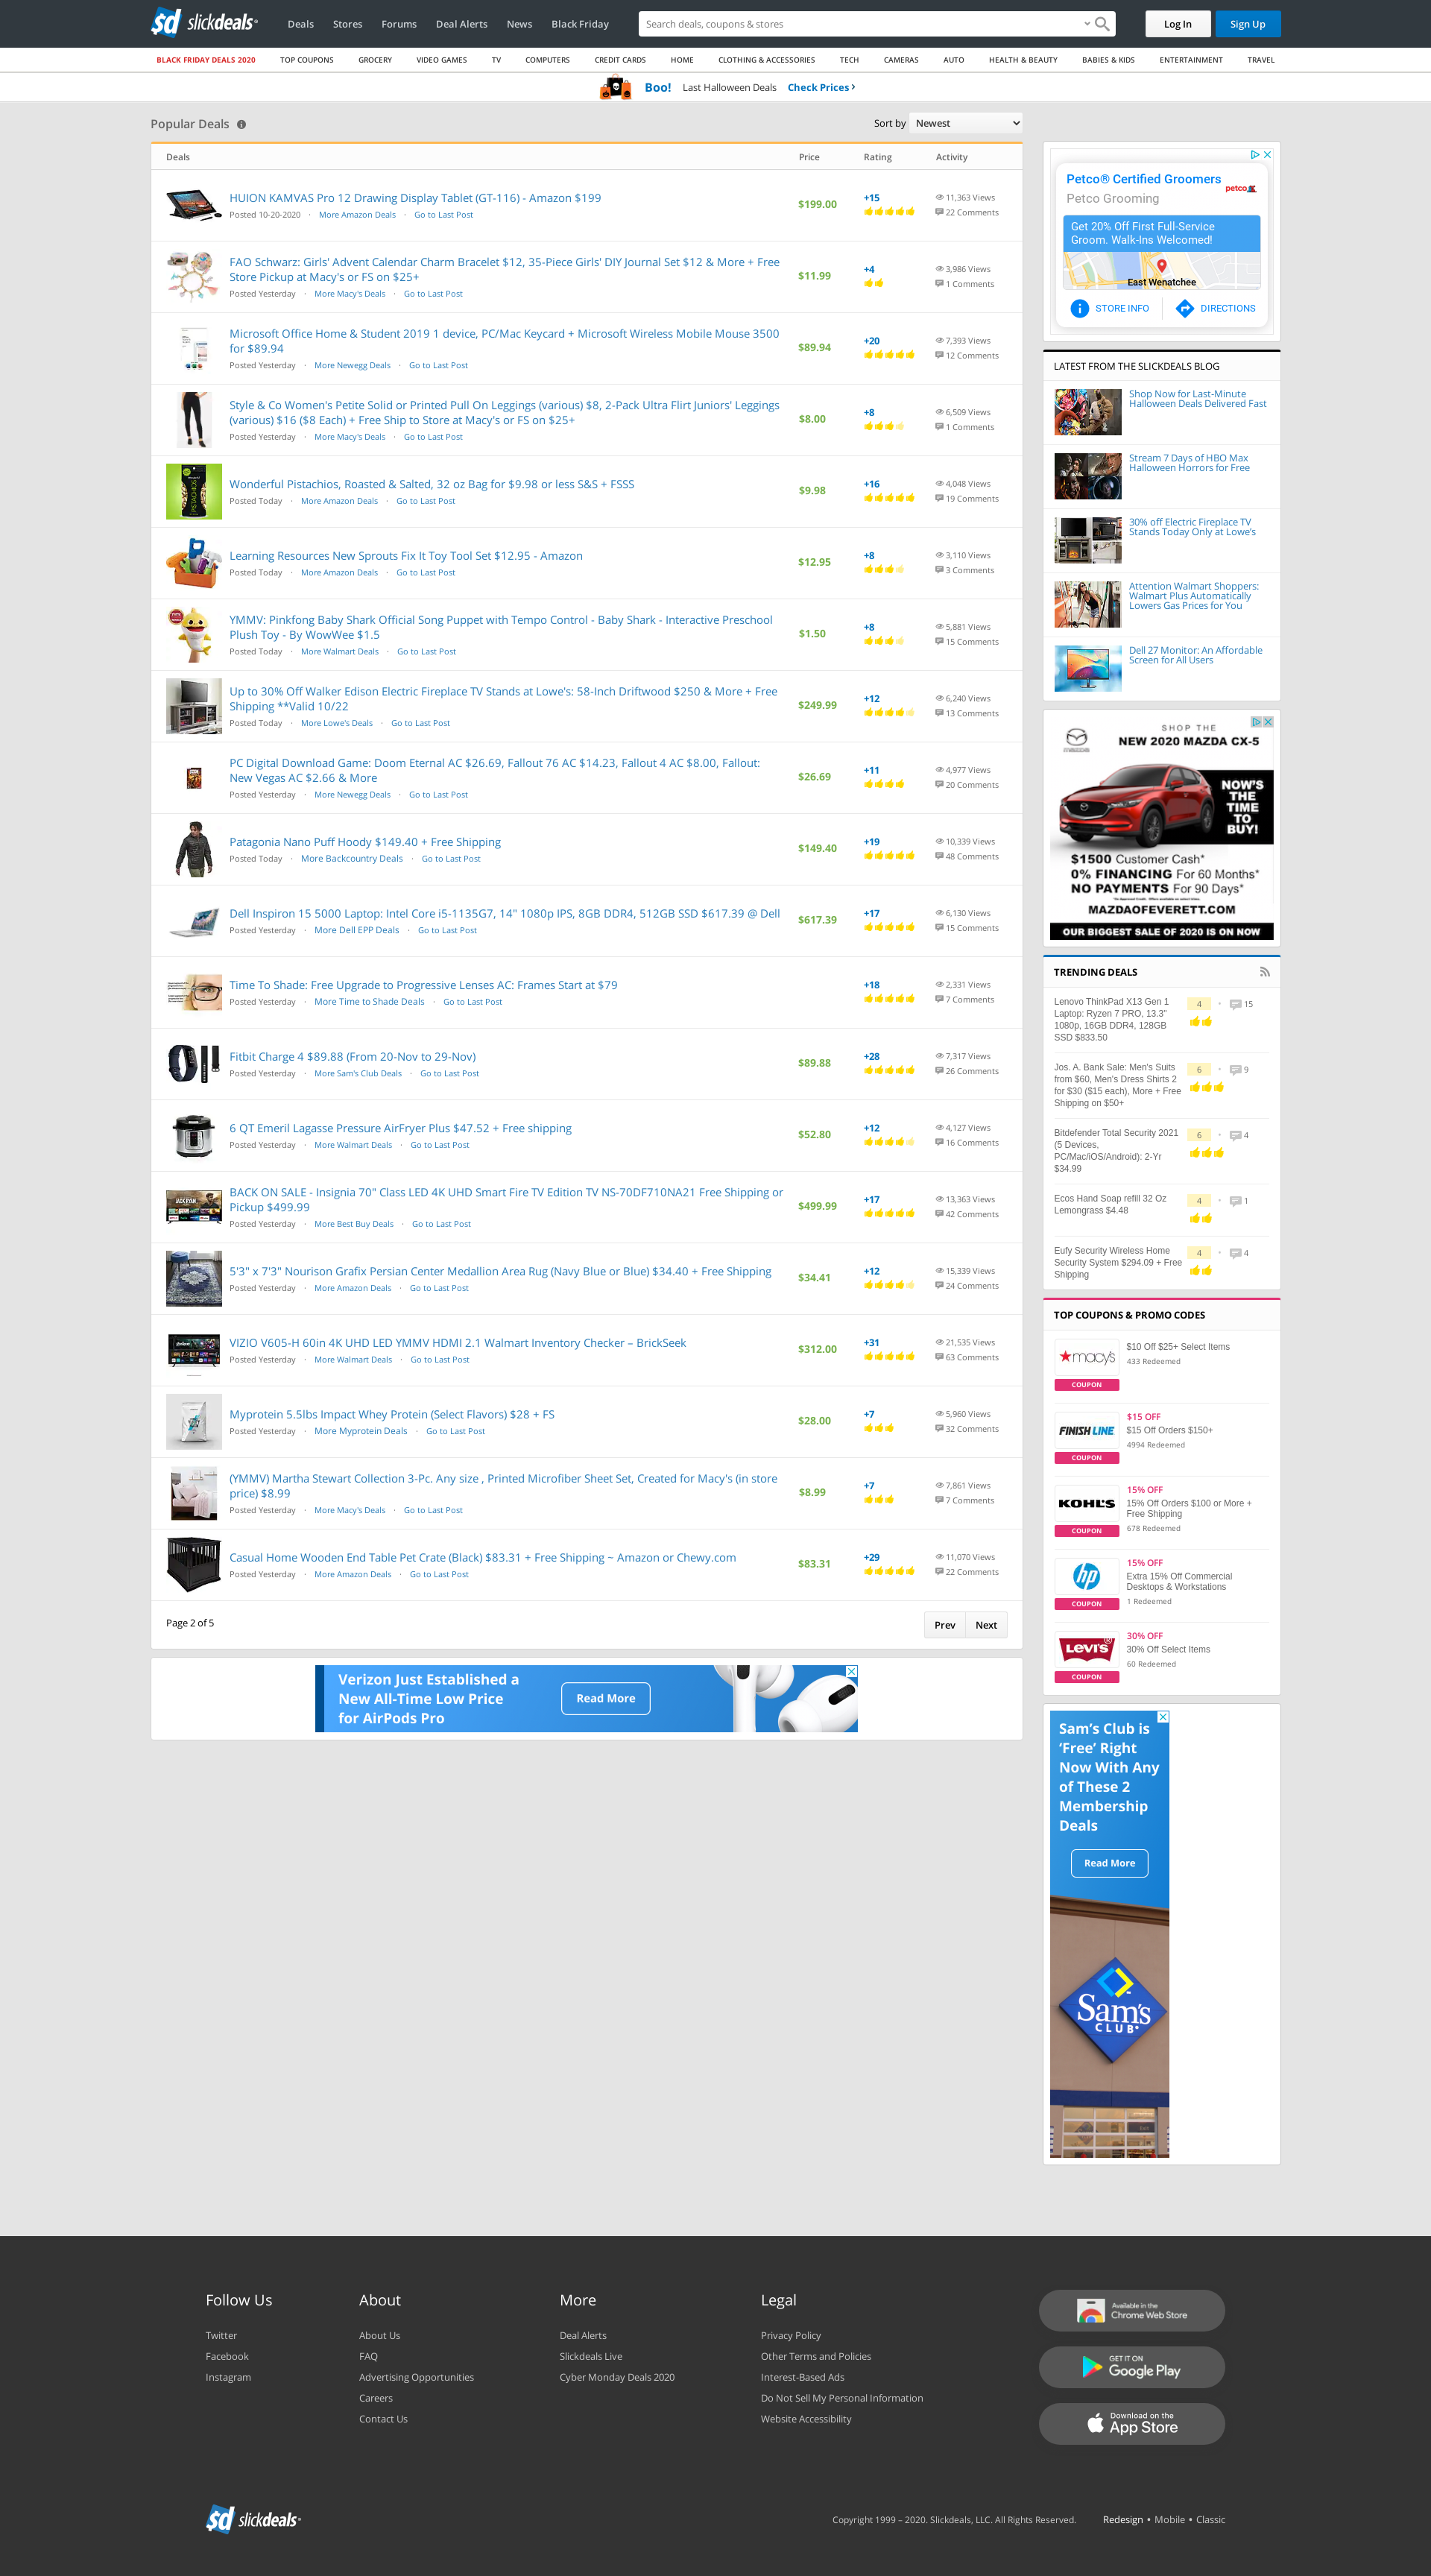 slickdeals
Deals
Stores
Forums
Deal Alerts
News
Black Friday
Search deals, coupons & stores
Log In
Sign Up
BLACK FRIDAY DEALS 2020
TOP COUPONS
GROCERY
VIDEO GAMES
TV
COMPUTERS
CREDIT CARDS
HOME
CLOTHING & ACCESSORIES
TECH
CAMERAS
AUTO
HEALTH & BEAUTY
BABIES & KIDS
ENTERTAINMENT
TRAVEL
Boo! Last Halloween Deals Check Prices
Popular Deals
Sort by Newest
Deals Price Rating Activity
HUION KAMVAS Pro 12 Drawing Display Tablet (GT-116) - Amazon $199
Posted 10-20-2020 · More Amazon Deals · Go to Last Post
$199.00
+15
11,363 Views
22 Comments
FAO Schwarz: Girls' Advent Calendar Charm Bracelet $12, 35-Piece Girls' DIY Journal Set $12 & More + Free
Store Pickup at Macy's or FS on $25+
Posted Yesterday · More Macy's Deals · Go to Last Post
$11.99
+4
3,986 Views
1 Comments
Microsoft Office Home & Student 2019 1 device, PC/Mac Keycard + Microsoft Wireless Mobile Mouse 3500
for $89.94
Posted Yesterday · More Newegg Deals · Go to Last Post
$89.94
+20
7,393 Views
12 Comments
Style & Co Women's Petite Solid or Printed Pull On Leggings (various) $8, 2-Pack Ultra Flirt Juniors' Leggings
(various) $16 ($8 Each) + Free Ship to Store at Macy's or FS on $25+
Posted Yesterday · More Macy's Deals · Go to Last Post
$8.00
+8
6,509 Views
1 Comments
Wonderful Pistachios, Roasted & Salted, 32 oz Bag for $9.98 or less S&S + FSSS
Posted Today · More Amazon Deals · Go to Last Post
$9.98
+16
4,048 Views
19 Comments
Learning Resources New Sprouts Fix It Toy Tool Set $12.95 - Amazon
Posted Today · More Amazon Deals · Go to Last Post
$12.95
+8
3,110 Views
3 Comments
YMMV: Pinkfong Baby Shark Official Song Puppet with Tempo Control - Baby Shark - Interactive Preschool
Plush Toy - By WowWee $1.5
Posted Today · More Walmart Deals · Go to Last Post
$1.50
+8
5,881 Views
15 Comments
Up to 30% Off Walker Edison Electric Fireplace TV Stands at Lowe's: 58-Inch Driftwood $250 & More + Free
Shipping **Valid 10/22
Posted Today · More Lowe's Deals · Go to Last Post
$249.99
+12
6,240 Views
13 Comments
PC Digital Download Game: Doom Eternal AC $26.69, Fallout 76 AC $14.23, Fallout 4 AC $8.00, Fallout:
New Vegas AC $2.66 & More
Posted Yesterday · More Newegg Deals · Go to Last Post
$26.69
+11
4,977 Views
20 Comments
Patagonia Nano Puff Hoody $149.40 + Free Shipping
Posted Today · More Backcountry Deals · Go to Last Post
$149.40
+19
10,339 Views
48 Comments
Dell Inspiron 15 5000 Laptop: Intel Core i5-1135G7, 14" 1080p IPS, 8GB DDR4, 512GB SSD $617.39 @ Dell
Posted Yesterday · More Dell EPP Deals · Go to Last Post
$617.39
+17
6,130 Views
15 Comments
Time To Shade: Free Upgrade to Progressive Lenses AC: Frames Start at $79
Posted Yesterday · More Time to Shade Deals · Go to Last Post
+18
2,331 Views
7 Comments
Fitbit Charge 4 $89.88 (From 20-Nov to 29-Nov)
Posted Yesterday · More Sam's Club Deals · Go to Last Post
$89.88
+28
7,317 Views
26 Comments
6 QT Emeril Lagasse Pressure AirFryer Plus $47.52 + Free shipping
Posted Yesterday · More Walmart Deals · Go to Last Post
$52.80
+12
4,127 Views
16 Comments
BACK ON SALE - Insignia 70" Class LED 4K UHD Smart Fire TV Edition TV NS-70DF710NA21 Free Shipping or
Pickup $499.99
Posted Yesterday · More Best Buy Deals · Go to Last Post
$499.99
+17
13,363 Views
42 Comments
5'3" x 7'3" Nourison Grafix Persian Center Medallion Area Rug (Navy Blue or Blue) $34.40 + Free Shipping
Posted Yesterday · More Amazon Deals · Go to Last Post
$34.41
+12
15,339 Views
24 Comments
VIZIO V605-H 60in 4K UHD LED YMMV HDMI 2.1 Walmart Inventory Checker – BrickSeek
Posted Yesterday · More Walmart Deals · Go to Last Post
$312.00
+31
21,535 Views
63 Comments
Myprotein 5.5lbs Impact Whey Protein (Select Flavors) $28 + FS
Posted Yesterday · More Myprotein Deals · Go to Last Post
$28.00
+7
5,960 Views
32 Comments
(YMMV) Martha Stewart Collection 3-Pc. Any size , Printed Microfiber Sheet Set, Created for Macy's (in store
price) $8.99
Posted Yesterday · More Macy's Deals · Go to Last Post
$8.99
+7
7,861 Views
7 Comments
Casual Home Wooden End Table Pet Crate (Black) $83.31 + Free Shipping ~ Amazon or Chewy.com
Posted Yesterday · More Amazon Deals · Go to Last Post
$83.31
+29
11,070 Views
22 Comments
Page 2 of 5
Prev
Next
Verizon Just Established a
New All-Time Low Price
for AirPods Pro
Read More
Petco® Certified Groomers
petco
Petco Grooming
Get 20% Off First Full-Service
Groom. Walk-Ins Welcomed!
East Wenatchee
STORE INFO
DIRECTIONS
LATEST FROM THE SLICKDEALS BLOG
Shop Now for Last-Minute
Halloween Deals Delivered Fast
Stream 7 Days of HBO Max
Halloween Horrors for Free
30% off Electric Fireplace TV
Stands Today Only at Lowe's
Attention Walmart Shoppers:
Walmart Plus Automatically
Lowers Gas Prices for You
Dell 27 Monitor: An Affordable
Screen for All Users
SHOP THE
NEW 2020 MAZDA CX-5
NOW'S
THE
TIME
TO
BUY!
$1500 Customer Cash*
0% FINANCING For 60 Months*
NO PAYMENTS For 90 Days*
MAZDAOFEVERETT.COM
OUR BIGGEST SALE OF 2020 IS ON NOW
TRENDING DEALS
Lenovo ThinkPad X13 Gen 1
Laptop: Ryzen 7 PRO, 13.3"
1080p, 16GB DDR4, 128GB
SSD $833.50
4
15
Jos. A. Bank Sale: Men's Suits
from $60, Men's Dress Shirts 2
for $30 ($15 each), More + Free
Shipping on $50+
6
9
Bitdefender Total Security 2021
(5 Devices,
PC/Mac/iOS/Android): 2-Yr
$34.99
6
4
Ecos Hand Soap refill 32 Oz
Lemongrass $4.48
4
1
Eufy Security Wireless Home
Security System $294.09 + Free
Shipping
4
4
TOP COUPONS & PROMO CODES
macy's
COUPON
$10 Off $25+ Select Items
433 Redeemed
FINISH LINE
COUPON
$15 OFF
$15 Off Orders $150+
4994 Redeemed
KOHL'S
COUPON
15% OFF
15% Off Orders $100 or More +
Free Shipping
678 Redeemed
hp
COUPON
15% OFF
Extra 15% Off Commercial
Desktops & Workstations
1 Redeemed
LEVI'S
COUPON
30% OFF
30% Off Select Items
60 Redeemed
Sam's Club is
'Free' Right
Now With Any
of These 2
Membership
Deals
Read More
Sam's
CLUB
Follow Us
Twitter
Facebook
Instagram
About
About Us
FAQ
Advertising Opportunities
Careers
Contact Us
More
Deal Alerts
Slickdeals Live
Cyber Monday Deals 2020
Legal
Privacy Policy
Other Terms and Policies
Interest-Based Ads
Do Not Sell My Personal Information
Website Accessibility
Available in the
Chrome Web Store
GET IT ON
Google Play
Download on the
App Store
slickdeals
Copyright 1999 – 2020. Slickdeals, LLC. All Rights Reserved.
Redesign • Mobile • Classic